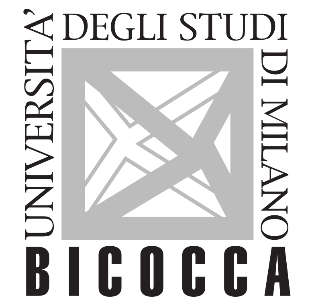 UNIVERSITA’
DEGLI STUDI
DI MILANO
BICOCCA